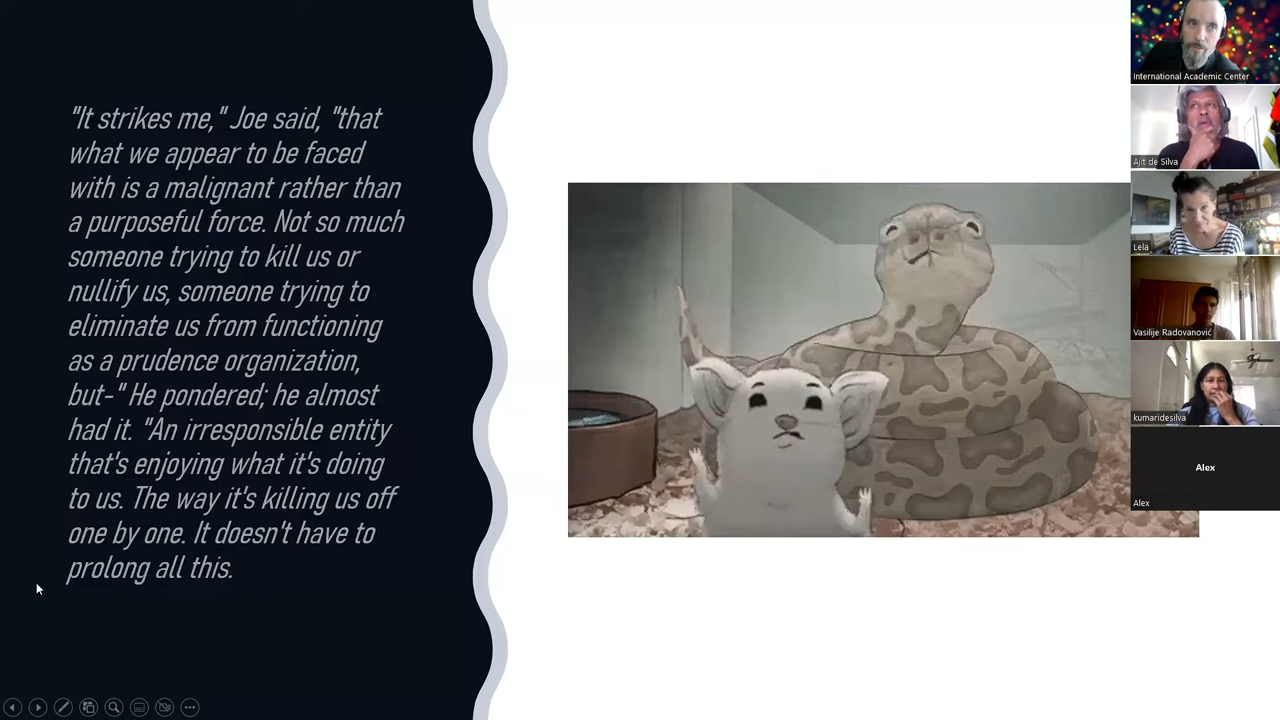 "It strikes me," Joe said, "that
what we appear to be faced
with is a malignant rather than
a purposeful force. Not so much
someone trying to kill us or
nullify us, someone trying to
eliminate us from functioning
as a prudence organization,
but-" He pondered; he almost
had it. "An irresponsible entity
that's enjoying what it's doing
to us. The way it's killing us off
one by one. It doesn't have to
prolong all this.
International Academic Center
Ajit de Silva
Lela
Vasilije Radovanović
kumaridesilva
Alex
Alex